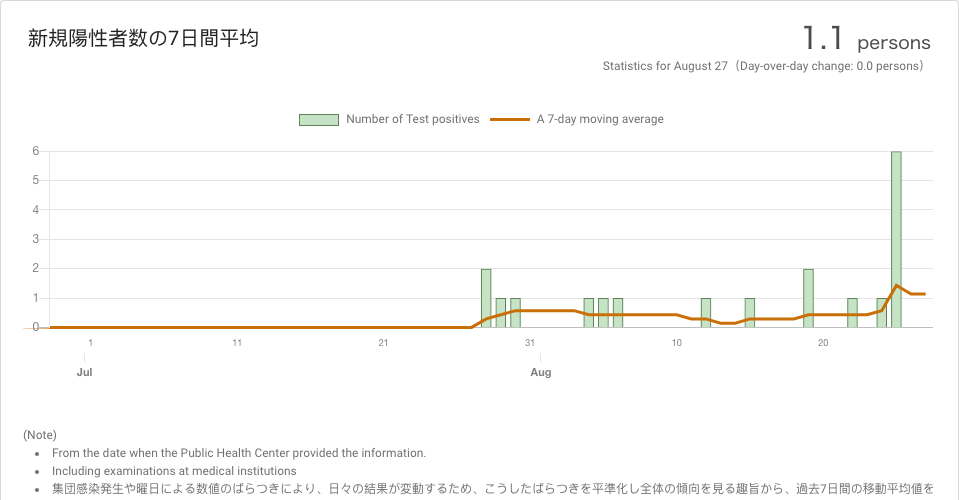 新規陽性者数の7日間平均
1.1 persons
Statistics for August 27（Day-over-day change: 0.0 persons）
Number of Test positives A 7-day moving average
6
5
4
3
2
1
0
1 11 21 31 10 20
Jul Aug
(Note)
• From the date when the Public Health Center provided the information.
• Including examinations at medical institutions
• 集団感染発生や曜日による数値のばらつきにより、日々の結果が変動するため、こうしたばらつきを平準化し全体の傾向を見る趣旨から、過去7日間の移動平均値を